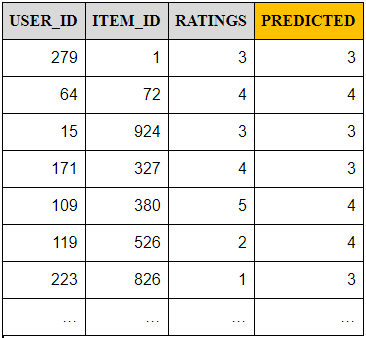 USER_ID ITEM_ID RATINGS PREDICTED
279 1 3 3
64 72 4 4
15 924 3 3
171 327 4 3
109 380 5 4
119 526 2 4
223 826 1 3
... ... ... ...